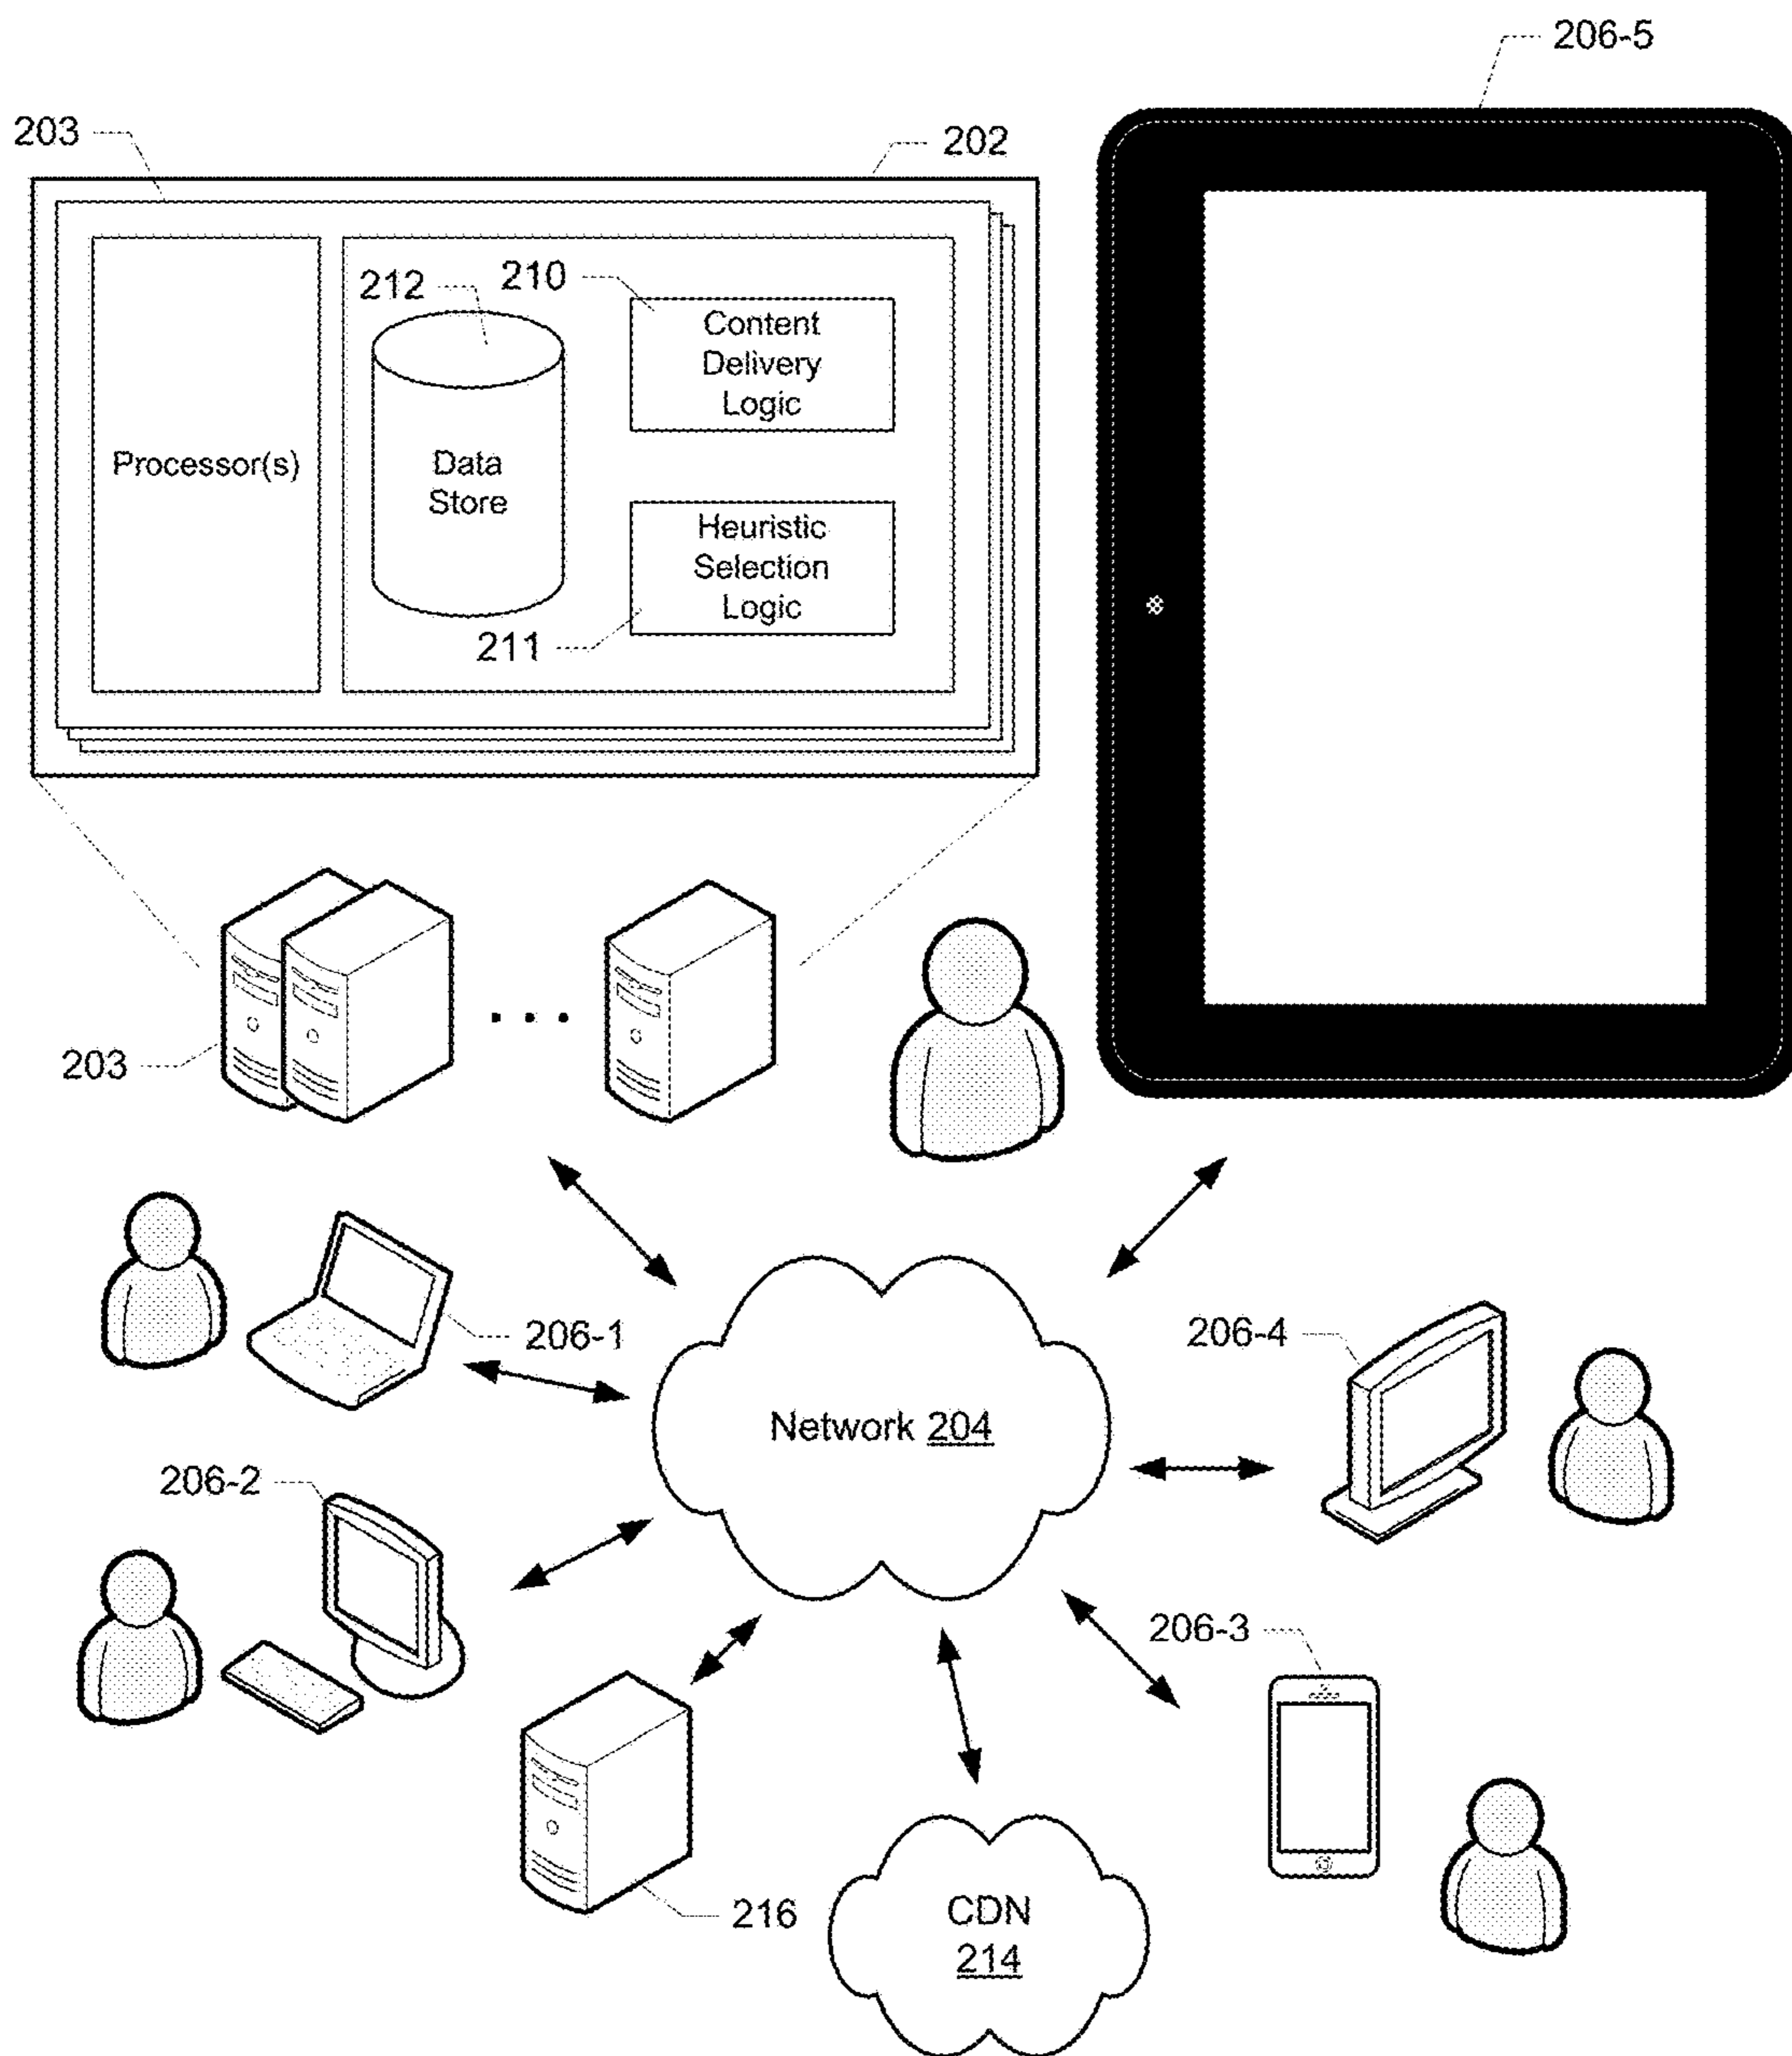 206-5
203
202
212
210
Content
Delivery
Logic
Processor(s)
Data
Store
Heuristic
Selection
Logic
211
203
206-1
206-4
Network 204
206-2
206-3
216
CDN
214